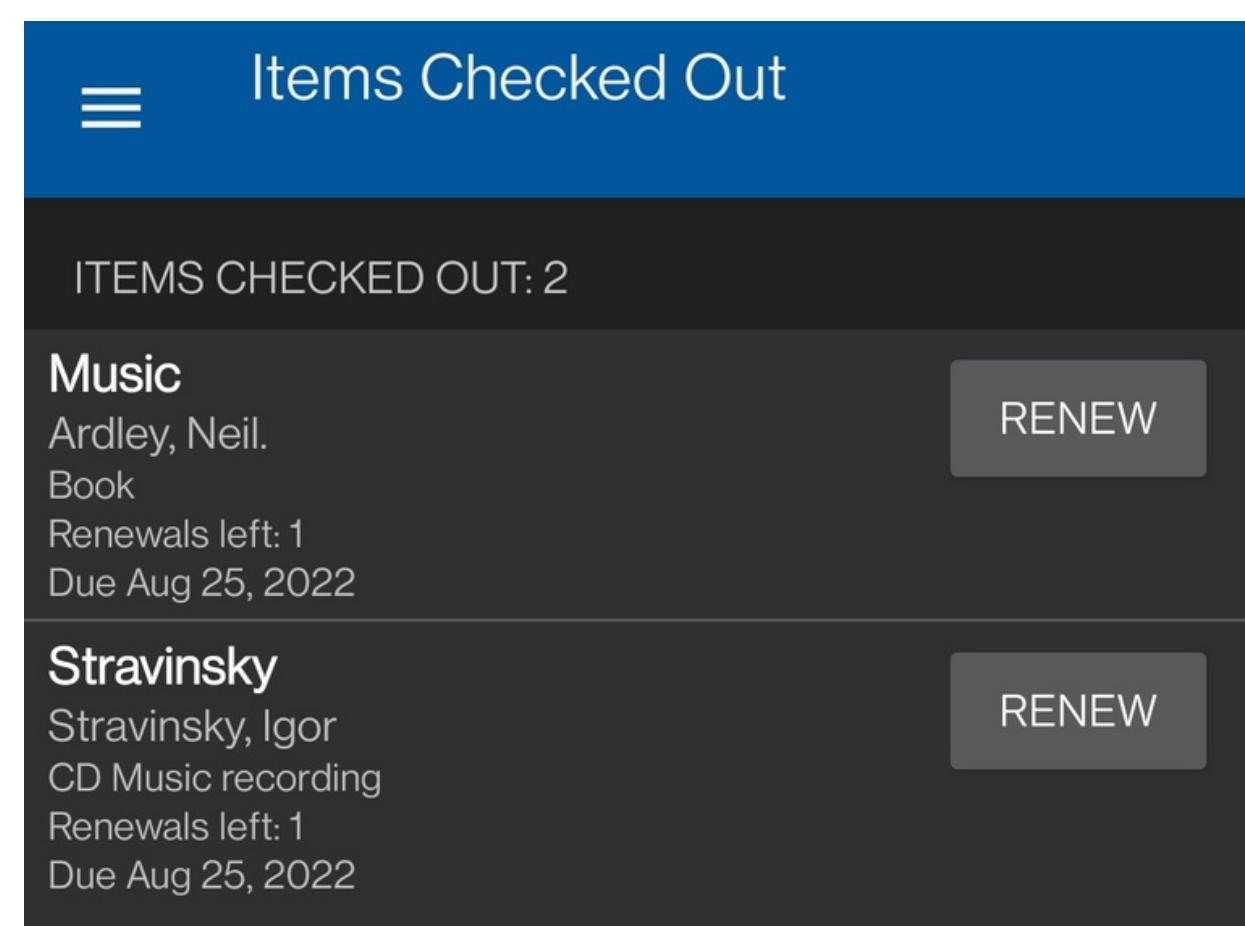 Items Checked Out
ITEMS CHECKED OUT: 2
Music
RENEW
Ardley, Neil.
Book
Renewals left: 1
Due Aug 25, 2022
Stravinsky
RENEW
Stravinsky, Igor
CD Music recording
Renewals left: 1
Due Aug 25, 2022